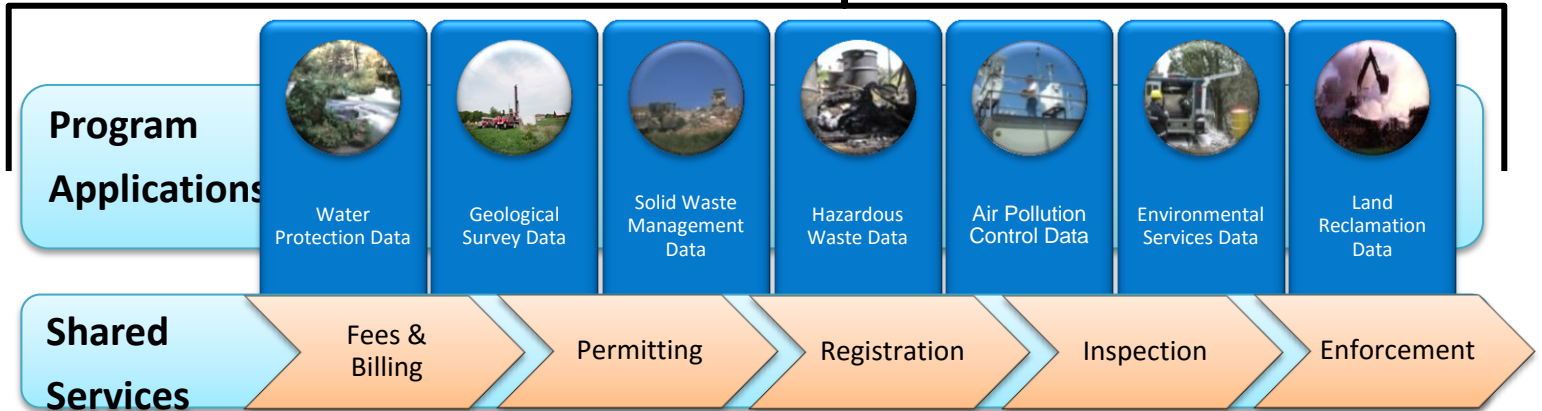 Program
Applications
Water
Protection Data
Geological
Survey Data
Solid Waste
Management
Data
Hazardous
Waste Data
Air Pollution
Control Data
Environmental
Services Data
Land
Reclamation
Data
Shared
Services
Fees &
Billing
Permitting
Registration
Inspection
Enforcement